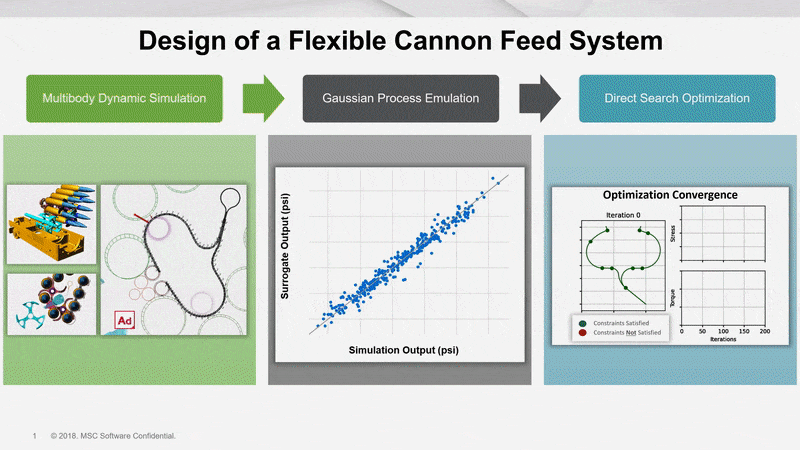 Design of a Flexible Cannon Feed System
Multibody Dynamic Simulation
Gaussian Process Emulation
Direct Search Optimization
Ad
Surrogate Output (psi)
Simulation Output (psi)
Optimization Convergence
Iteration 0
Stress
Torque
0 50 100 150 200
Iterations
Constraints Satisfied
Constraints Not Satisfied
1 © 2018. MSC Software Confidential.